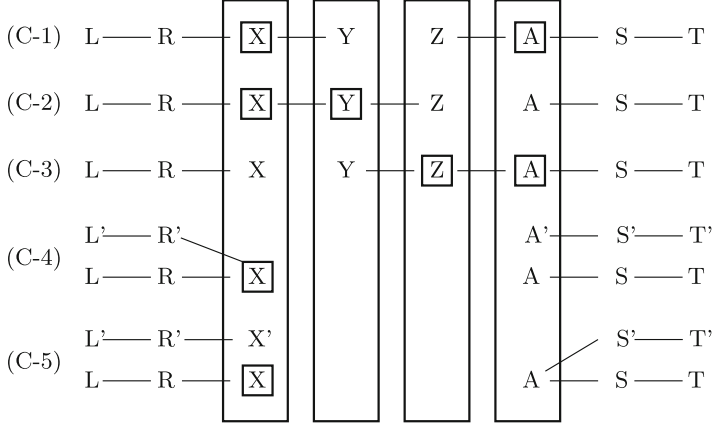 (C-1) L R X Y Z A S T
(C-2) L R X Y Z A S T
(C-3) L R X Y Z A S T
L' R' A' S' T'
(C-4)
L R X A S T
L' R' X' S' T'
(C-5)
L R X A S T